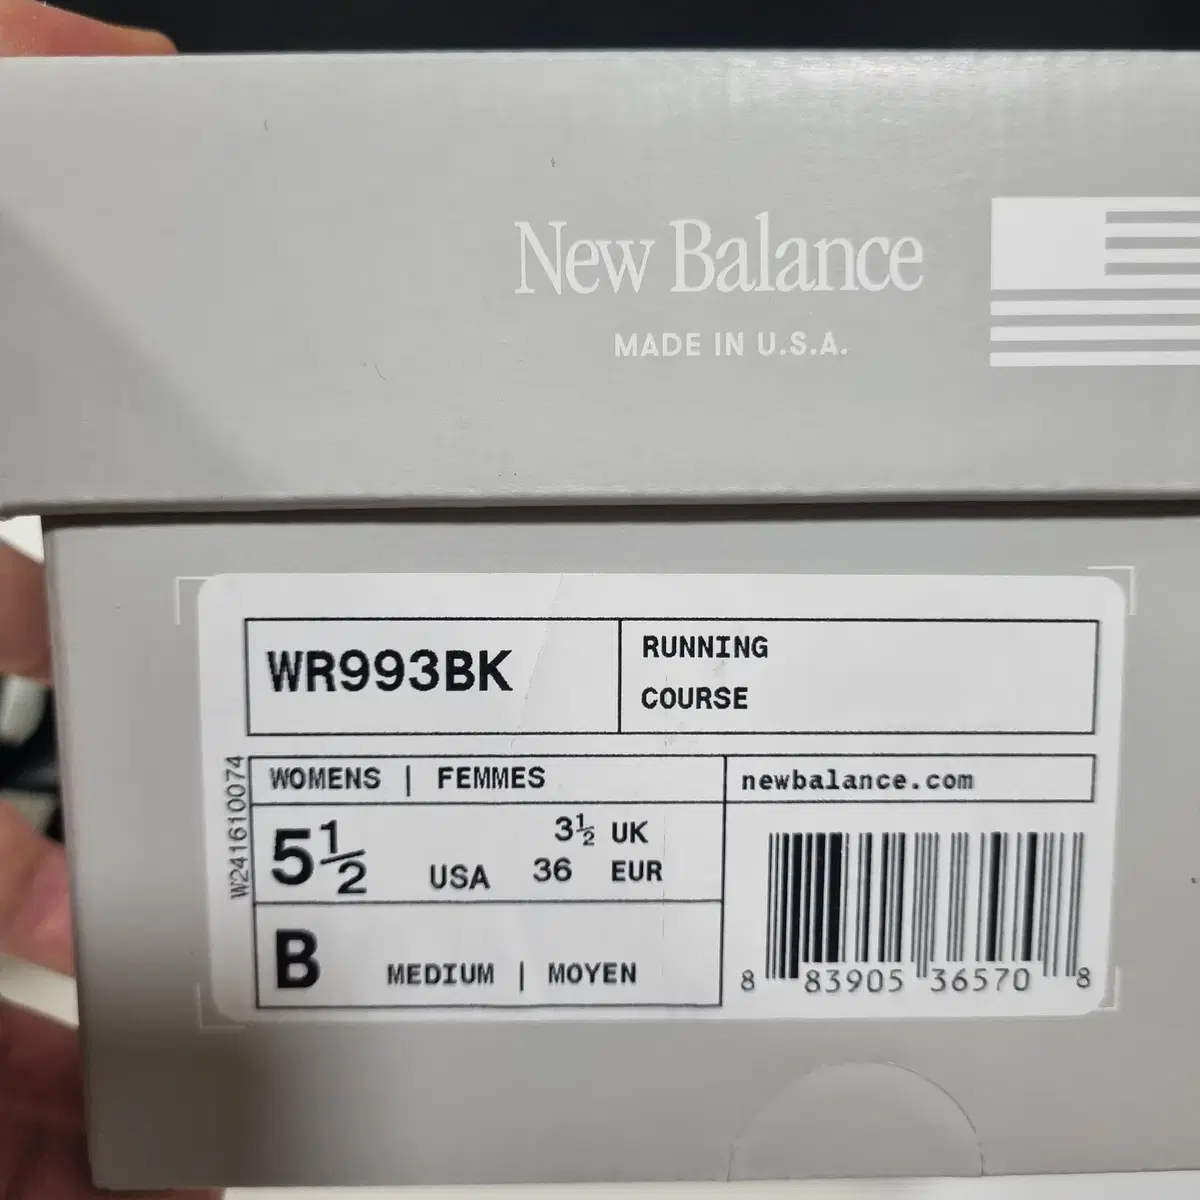 New Balance
MADE IN U.S.A.
WR993BK
RUNNING
COURSE
W241610074
WOMENS | FEMMES
newbalance.com
5½ USA
3½ UK
36 EUR
B MEDIUM | MOYEN
8 83905 36570 8